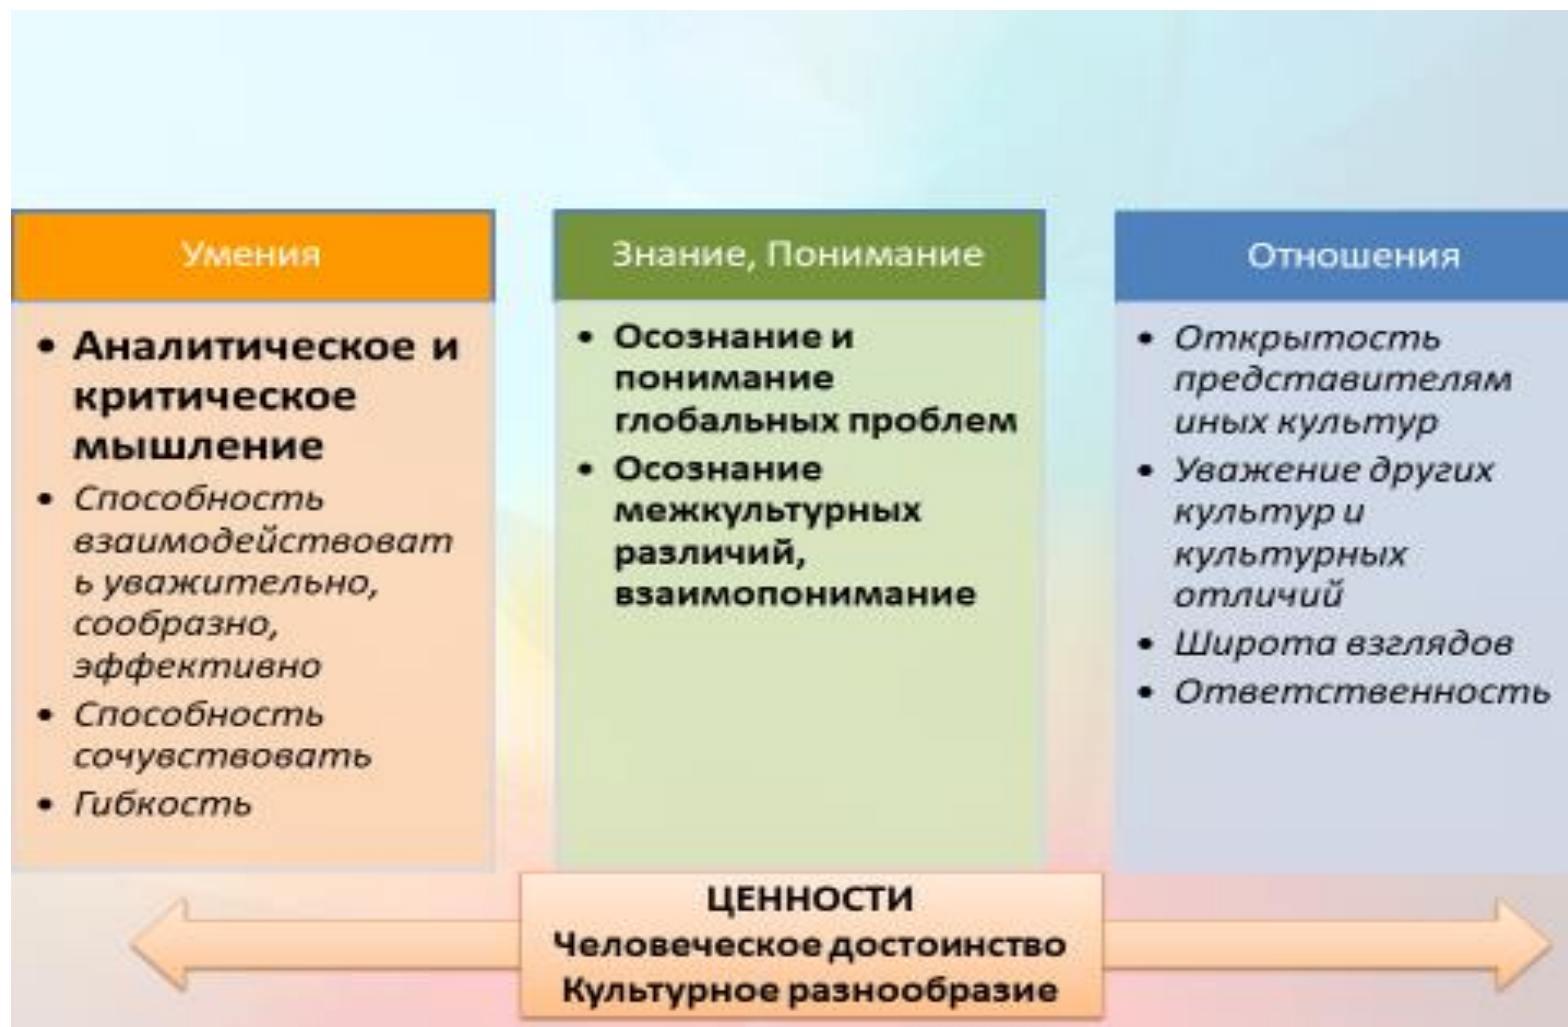 Умения
• Аналитическое и
критическое
мышление
• Способность
взаимодействоват
ь уважительно,
сообразно,
эффективно
• Способность
сочувствовать
• Гибкость
Знание, Понимание
• Осознание и
понимание
глобальных проблем
• Осознание
межкультурных
различий,
взаимопонимание
Отношения
• Открытость
представителям
иных культур
• Уважение других
культур и
культурных
отличий
• Широта взглядов
• Ответственность
ЦЕННОСТИ
Человеческое достоинство
Культурное разнообразие